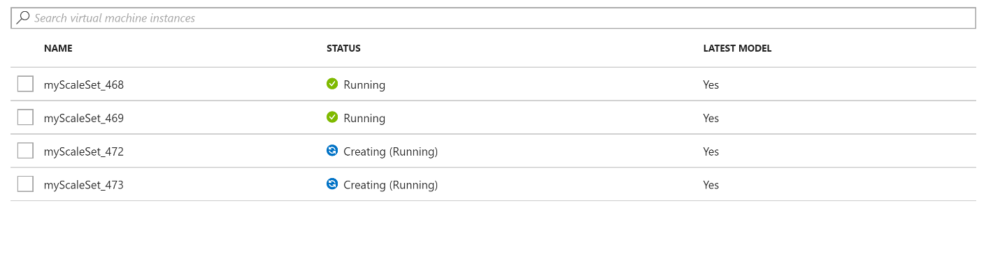 Search virtual machine instances
NAME STATUS LATEST MODEL
myScaleSet_468 Running Yes
myScaleSet_469 Running Yes
myScaleSet_472 Creating (Running) Yes
myScaleSet_473 Creating (Running) Yes